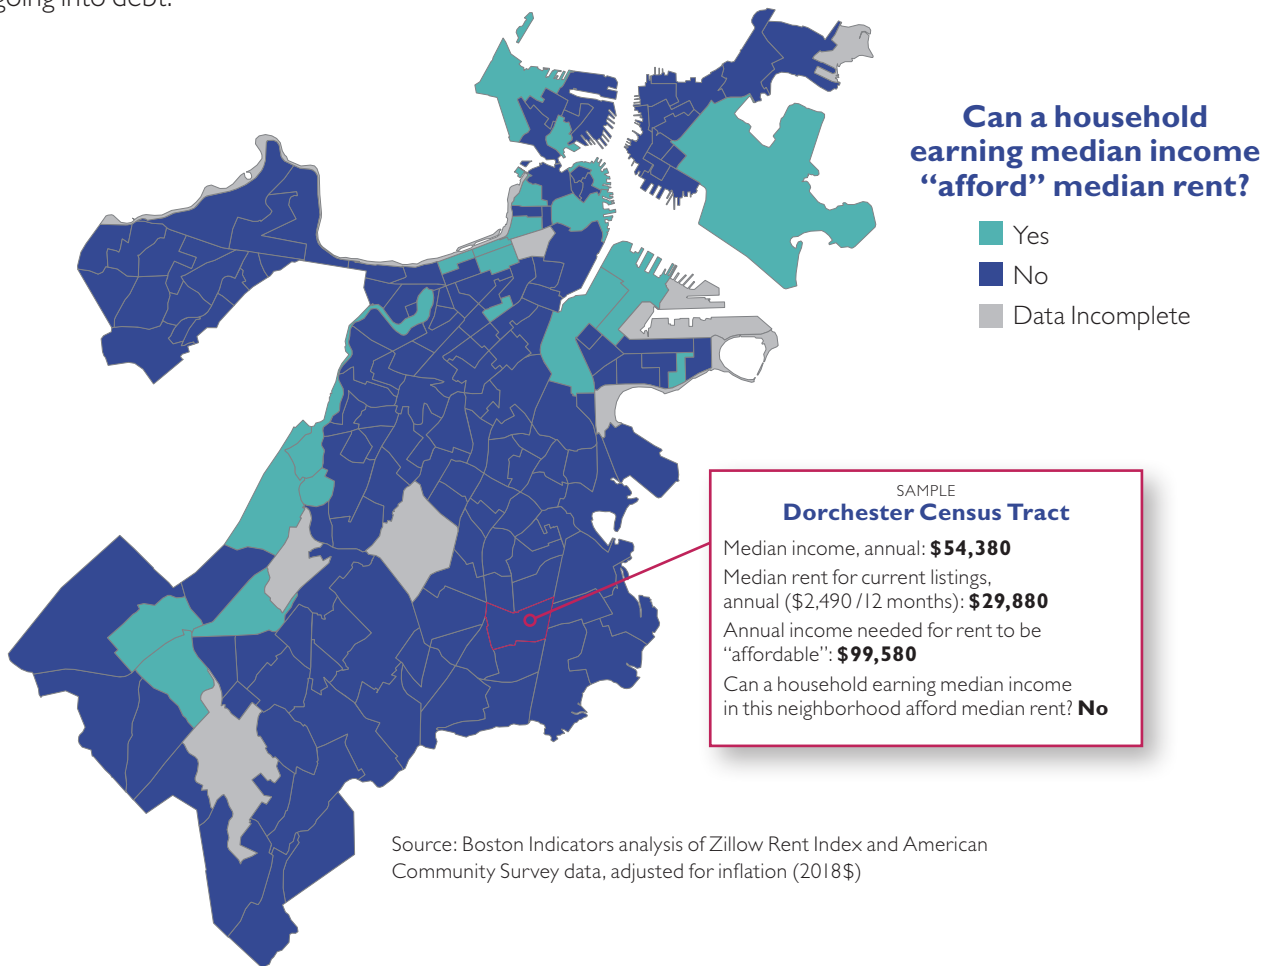 going into debt.
Can a household
earning median income
“afford” median rent?
Yes
No
Data Incomplete
SAMPLE
Dorchester Census Tract
Median income, annual: $54,380
Median rent for current listings,
annual ($2,490 /12 months): $29,880
Annual income needed for rent to be
“affordable”: $99,580
Can a household earning median income
in this neighborhood afford median rent? No
Source: Boston Indicators analysis of Zillow Rent Index and American
Community Survey data, adjusted for inflation (2018$)